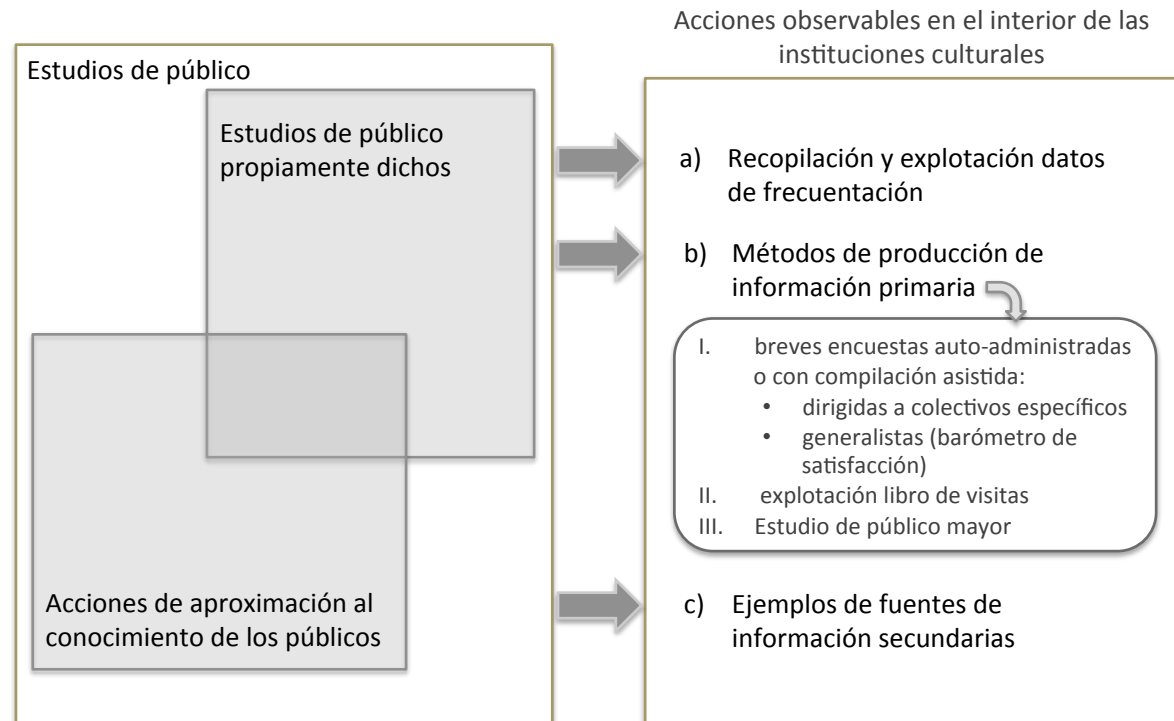 Acciones observables en el interior de las
instituciones culturales
Estudios de público
Estudios de público
propiamente dichos
Acciones de aproximación al
conocimiento de los públicos
a) Recopilación y explotación datos
de frecuentación
b) Métodos de producción de
información primaria
I. breves encuestas auto-administradas
o con compilación asistida:
• dirigidas a colectivos específicos
• generalistas (barómetro de
satisfacción)
II. explotación libro de visitas
III. Estudio de público mayor
c) Ejemplos de fuentes de
información secundarias